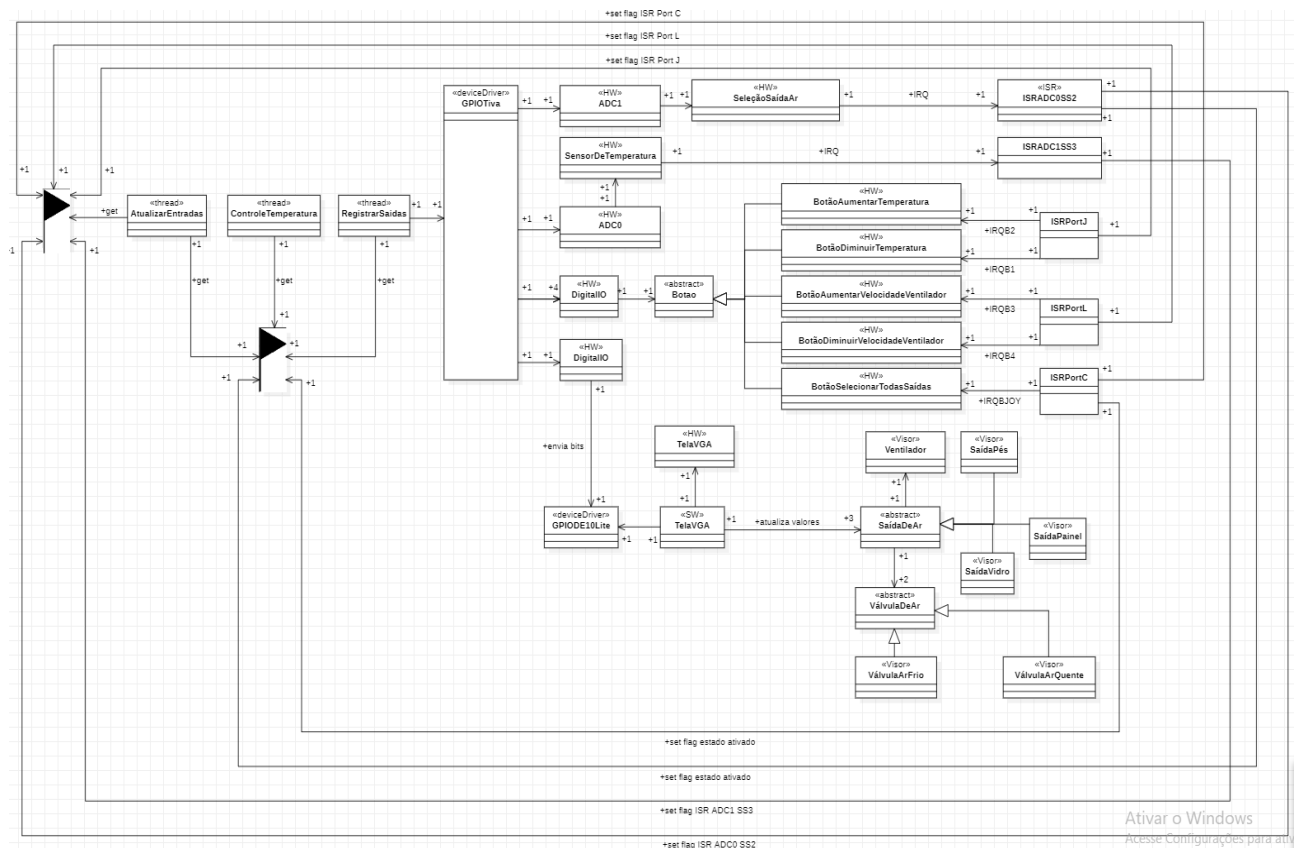 +set flag ISR Port C
+set flag ISR Port L
+set flag ISR Port J
«deviceDriver»
GPIOTiva
+1
+1
«HW»
ADC1
+1
+1
«HW»
SeleçãoSaídaAr
+1
+IRQ
+1
«ISR»
ISRADC0SS2
+1
+1
«HW»
SensorDeTemperatura
+1
+IRQ
+1
ISRADC1SS3
+1
+1
+1
+1
+1
+1
+get
«thread»
AtualizarEntradas
«thread»
ControleTemperatura
«thread»
RegistrarSaidas
+1
+1
+1
+1
«HW»
ADC0
«HW»
BotãoAumentarTemperatura
+1
+IRQB2
+1
ISRPortJ
+1
«HW»
BotãoDiminuirTemperatura
+1
+IRQB1
+1
-1
+1
+1
+1
+1
+get
+get
+get
+1
+4
«HW»
DigitalIO
+1
+1
«abstract»
Botao
«HW»
BotãoAumentarVelocidadeVentilador
+1
+IRQB3
+1
ISRPortL
+1
«HW»
BotãoDiminuirVelocidadeVentilador
+1
+IRQB4
+1
+1
+1
+1
+1
+1
«HW»
DigitalIO
+1
«HW»
BotãoSelecionarTodasSaídas
+1
+IRQBJOY
+1
ISRPortC
+1
+1
+1
+1
+envia bits
«HW»
TelaVGA
+1
+1
«Visor»
Ventilador
+1
+1
«Visor»
SaídaPés
+1
«deviceDriver»
GPIODE10Lite
+1
+1
«SW»
TelaVGA
+1
+atualiza valores
+3
«abstract»
SaídaDeAr
«Visor»
SaídaPainel
«Visor»
SaídaVidro
+1
+2
«abstract»
VálvulaDeAr
«Visor»
VálvulaArFrio
«Visor»
VálvulaArQuente
+set flag estado ativado
+set flag estado ativado
+set flag ISR ADC1 SS3
+set flag ISR ADC0 SS2
Ativar o Windows
Acesse Configurações para